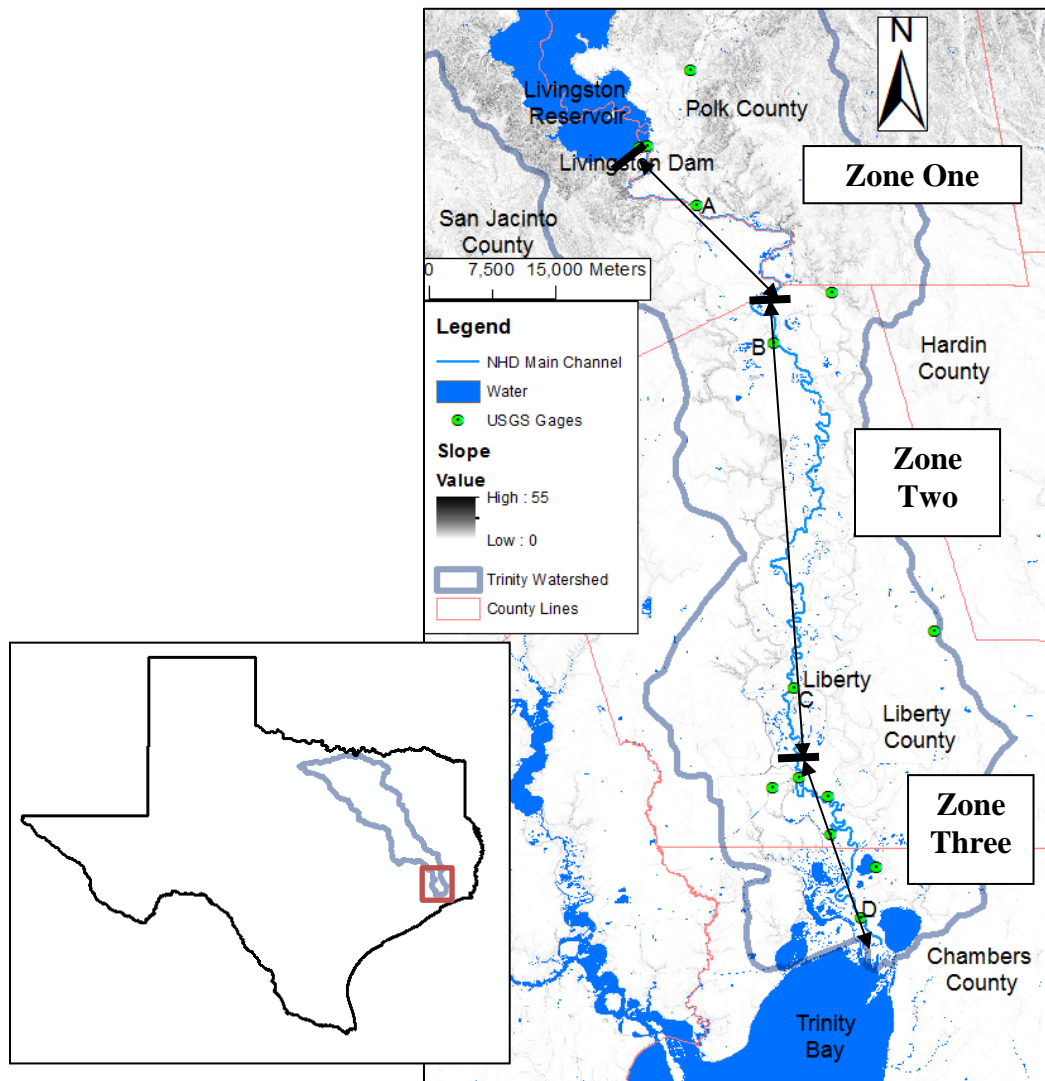 N
Livingston
Reservoir
Polk County
Livingston Dam
Zone One
A
San Jacinto
County
0 7,500 15,000 Meters
Legend
NHD Main Channel
Water
USGS Gages
Slope
Value
High : 55
Low : 0
Trinity Watershed
County Lines
B
Hardin
County
Zone
Two
Liberty
C
Liberty
County
Zone
Three
D
Chambers
County
Trinity
Bay